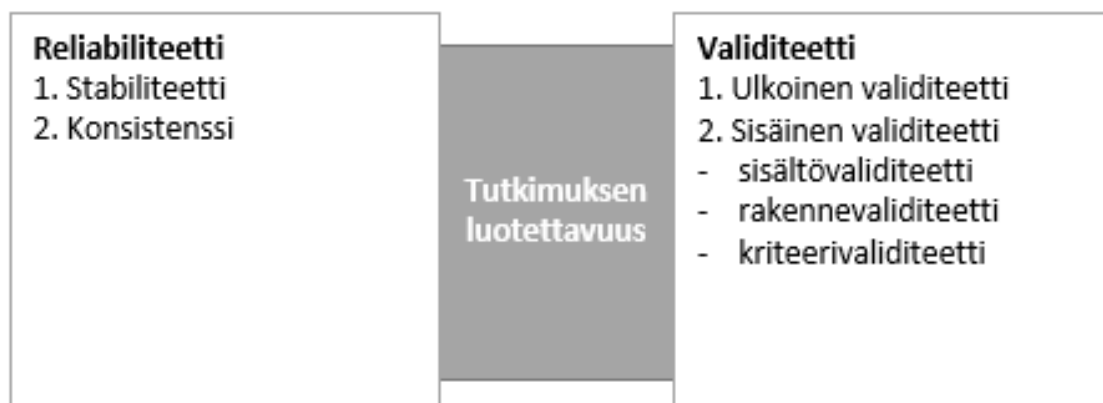 Reliabiliteetti
1. Stabiliteetti
2. Konsistenssi
Tutkimuksen
luotettavuus
Validiteetti
1. Ulkoinen validiteetti
2. Sisäinen validiteetti
- sisältövaliditeetti
- rakennevaliditeetti
- kriteerivaliditeetti